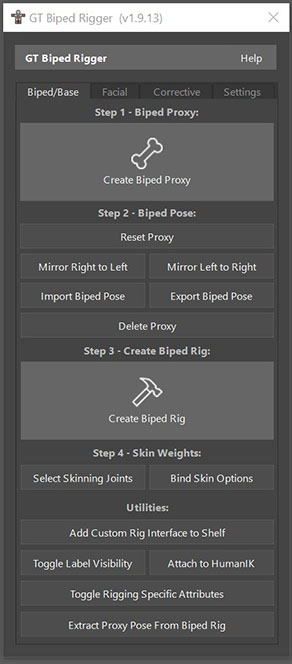 GT Biped Rigger (v1.9.13)
GT Biped Rigger Help
Biped/Base Facial Corrective Settings
Step 1 - Biped Proxy:
Create Biped Proxy
Step 2 - Biped Pose:
Reset Proxy
Mirror Right to Left Mirror Left to Right
Import Biped Pose Export Biped Pose
Delete Proxy
Step 3 - Create Biped Rig:
Create Biped Rig
Step 4 - Skin Weights:
Select Skinning Joints Bind Skin Options
Utilities:
Add Custom Rig Interface to Shelf
Toggle Label Visibility Attach to HumanIK
Toggle Rigging Specific Attributes
Extract Proxy Pose From Biped Rig